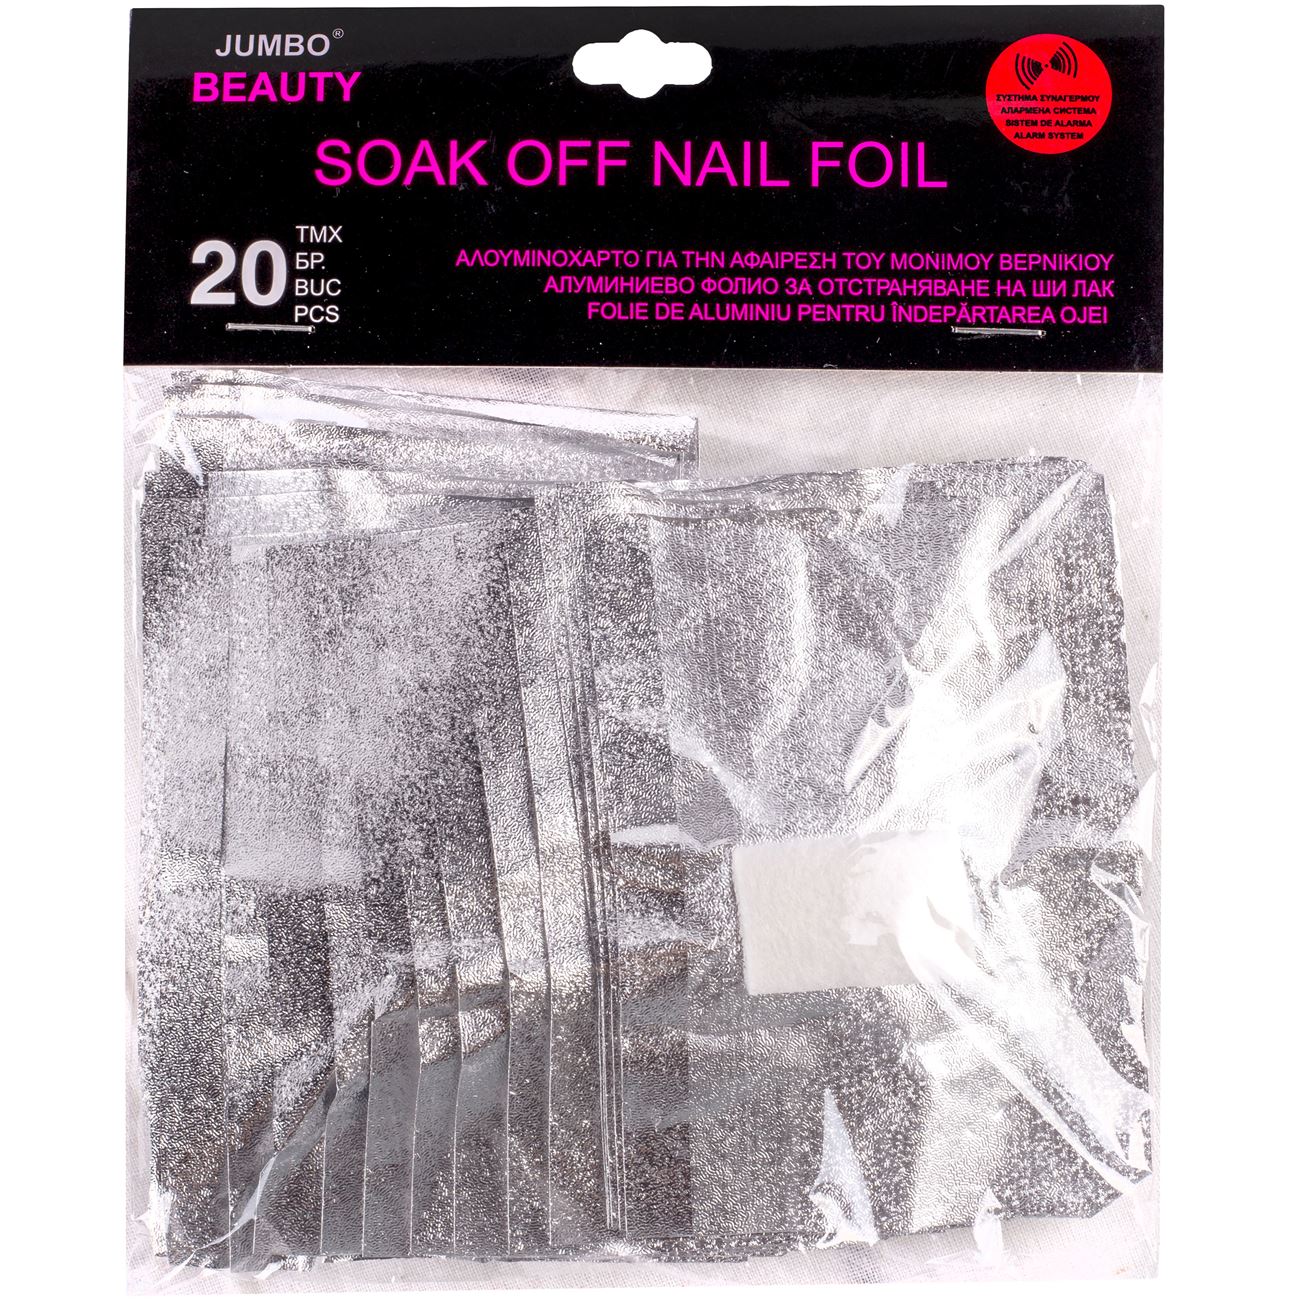 JUMBO®
BEAUTY
ΣΥΣΤΗΜΑ ΣΥΝΑΓΕΡΜΟΥ
АЛАРМЕНА СИСТЕМА
SISTEM DE ALARMA
ALARM SYSTEM
SOAK OFF NAIL FOIL
20
ΤΜΧ
БР.
BUC
PCS
ΑΛΟΥΜΙΝΟΧΑΡΤΟ ΓΙΑ ΤΗΝ ΑΦΑΙΡΕΣΗ ΤΟΥ ΜΟΝΙΜΟΥ ΒΕΡΝΙΚΙΟΥ
АЛУМИНИЕВО ФОЛИО ЗА ОТСТРАНЯВАНЕ НА ШИ ЛАК
FOLIE DE ALUMINIU PENTRU ÎNDEPĂRTAREA OJEI